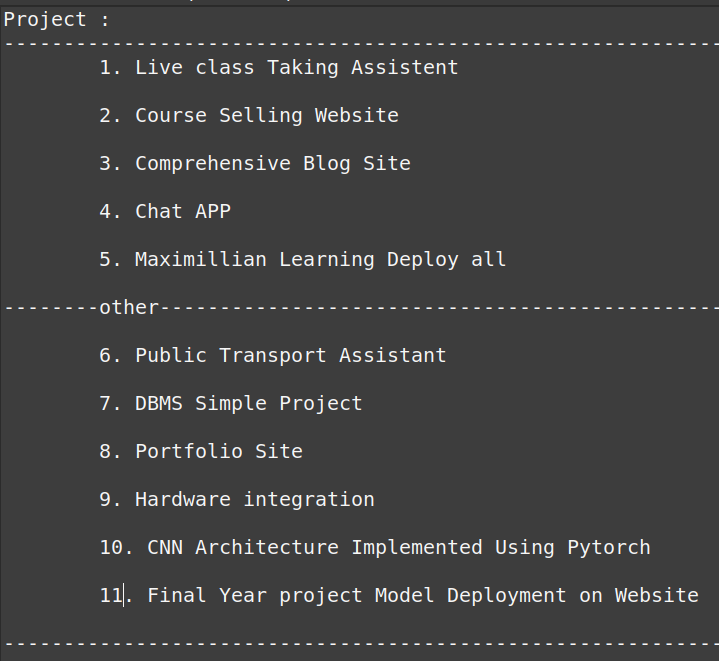 Project :
------------------------------------------------------------
1. Live class Taking Assistent
2. Course Selling Website
3. Comprehensive Blog Site
4. Chat APP
5. Maximillian Learning Deploy all
--------other-----------------------------------------------
6. Public Transport Assistant
7. DBMS Simple Project
8. Portfolio Site
9. Hardware integration
10. CNN Architecture Implemented Using Pytorch
11. Final Year project Model Deployment on Website
------------------------------------------------------------